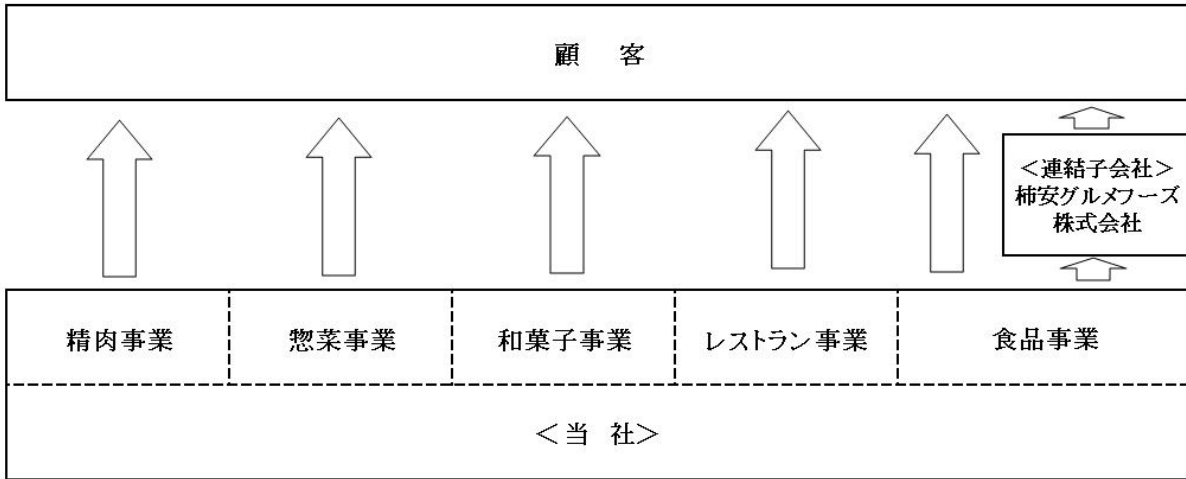 顧 客
＜連結子会社＞
柿安グルメフーズ
株式会社
精肉事業
惣菜事業
和菓子事業
レストラン事業
食品事業
＜当 社＞